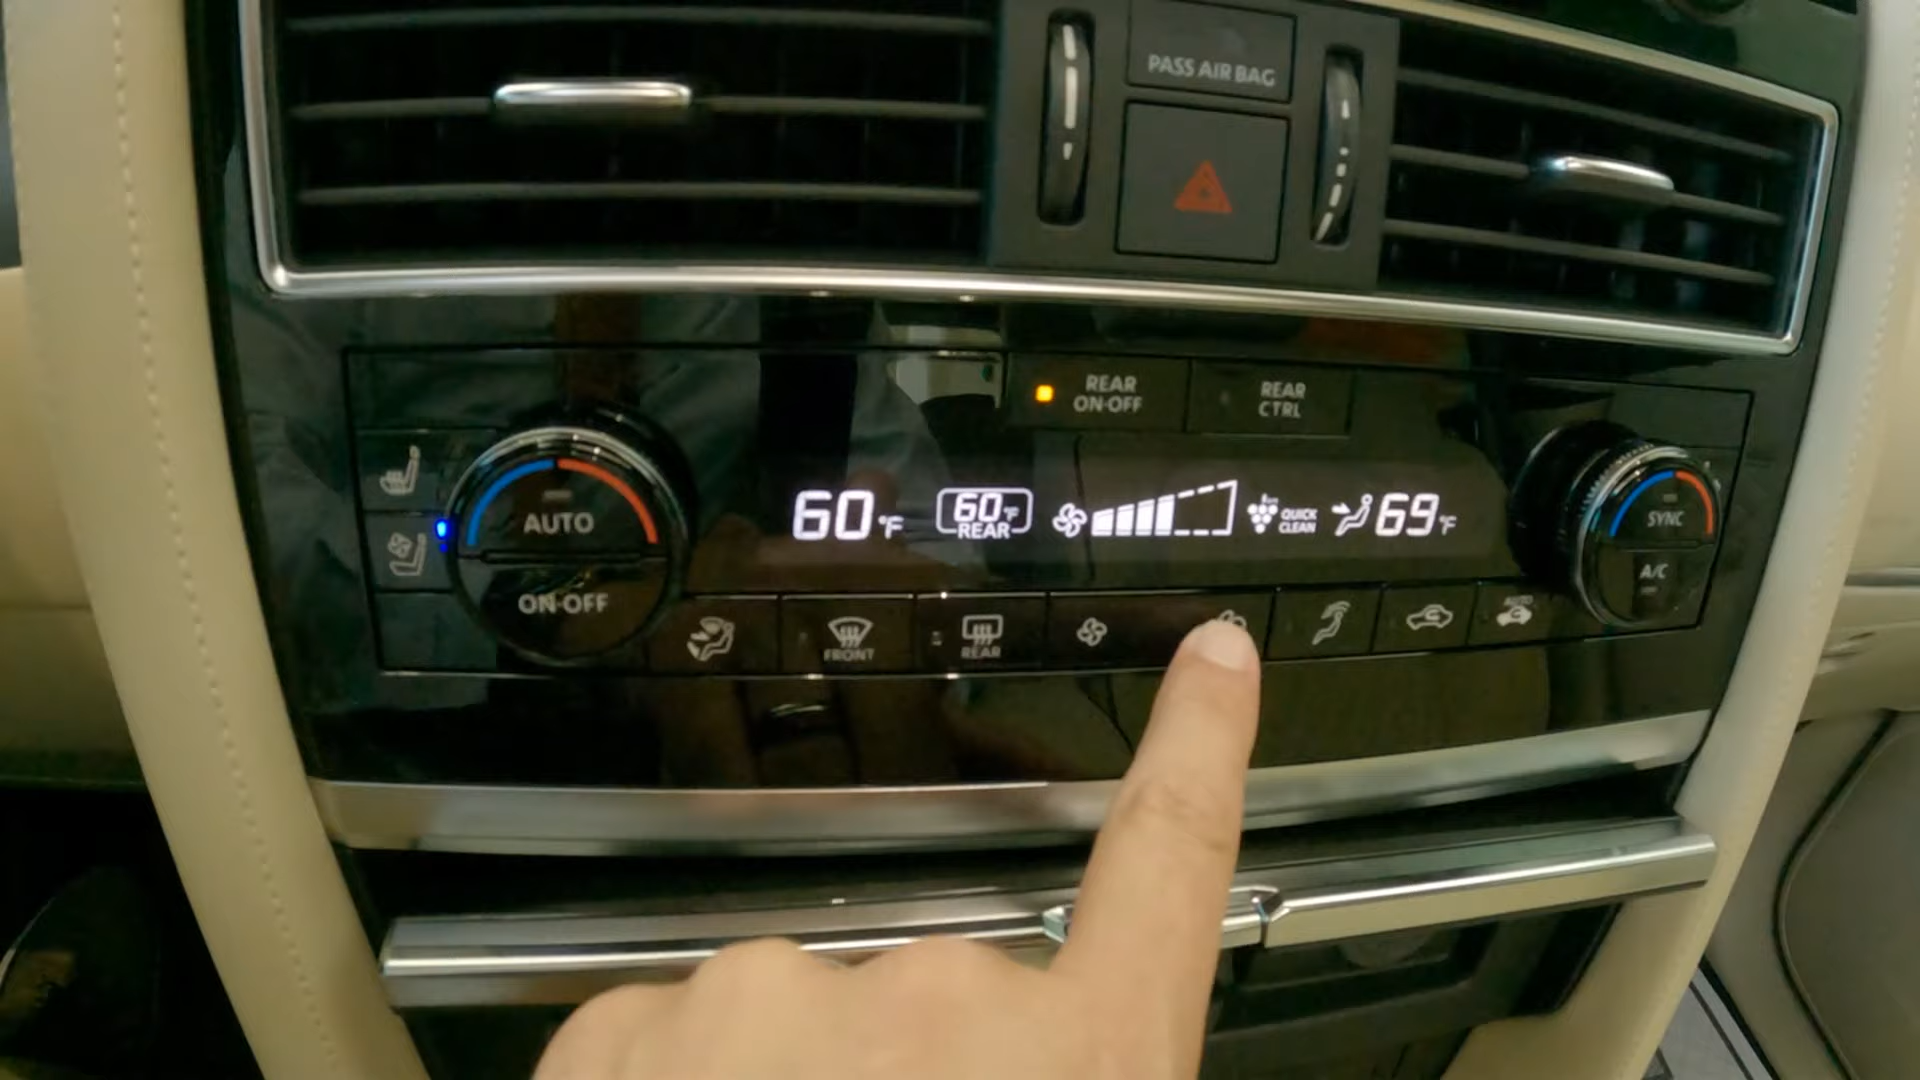 PASS AIR BAG
REAR
ON·OFF
REAR
CTRL
AUTO
ON·OFF
60°F
60°F
REAR
QUICK
CLEAN
69°F
SYNC
A/C
FRONT
REAR
AUTO